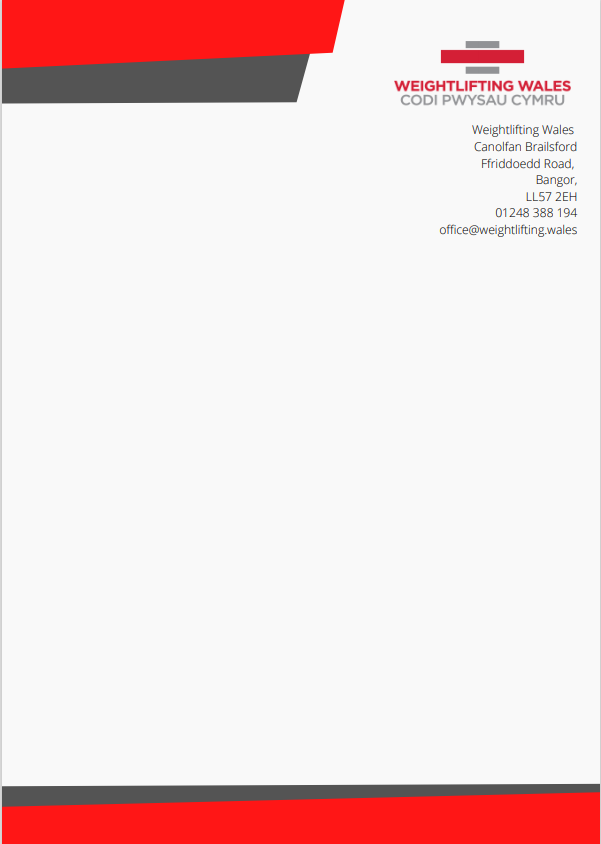 WEIGHTLIFTING WALES
CODI PWYSAU CYMRU
Weightlifting Wales
Canolfan Brailsford
Ffriddoedd Road,
Bangor,
LL57 2EH
01248 388 194
office@weightlifting.wales